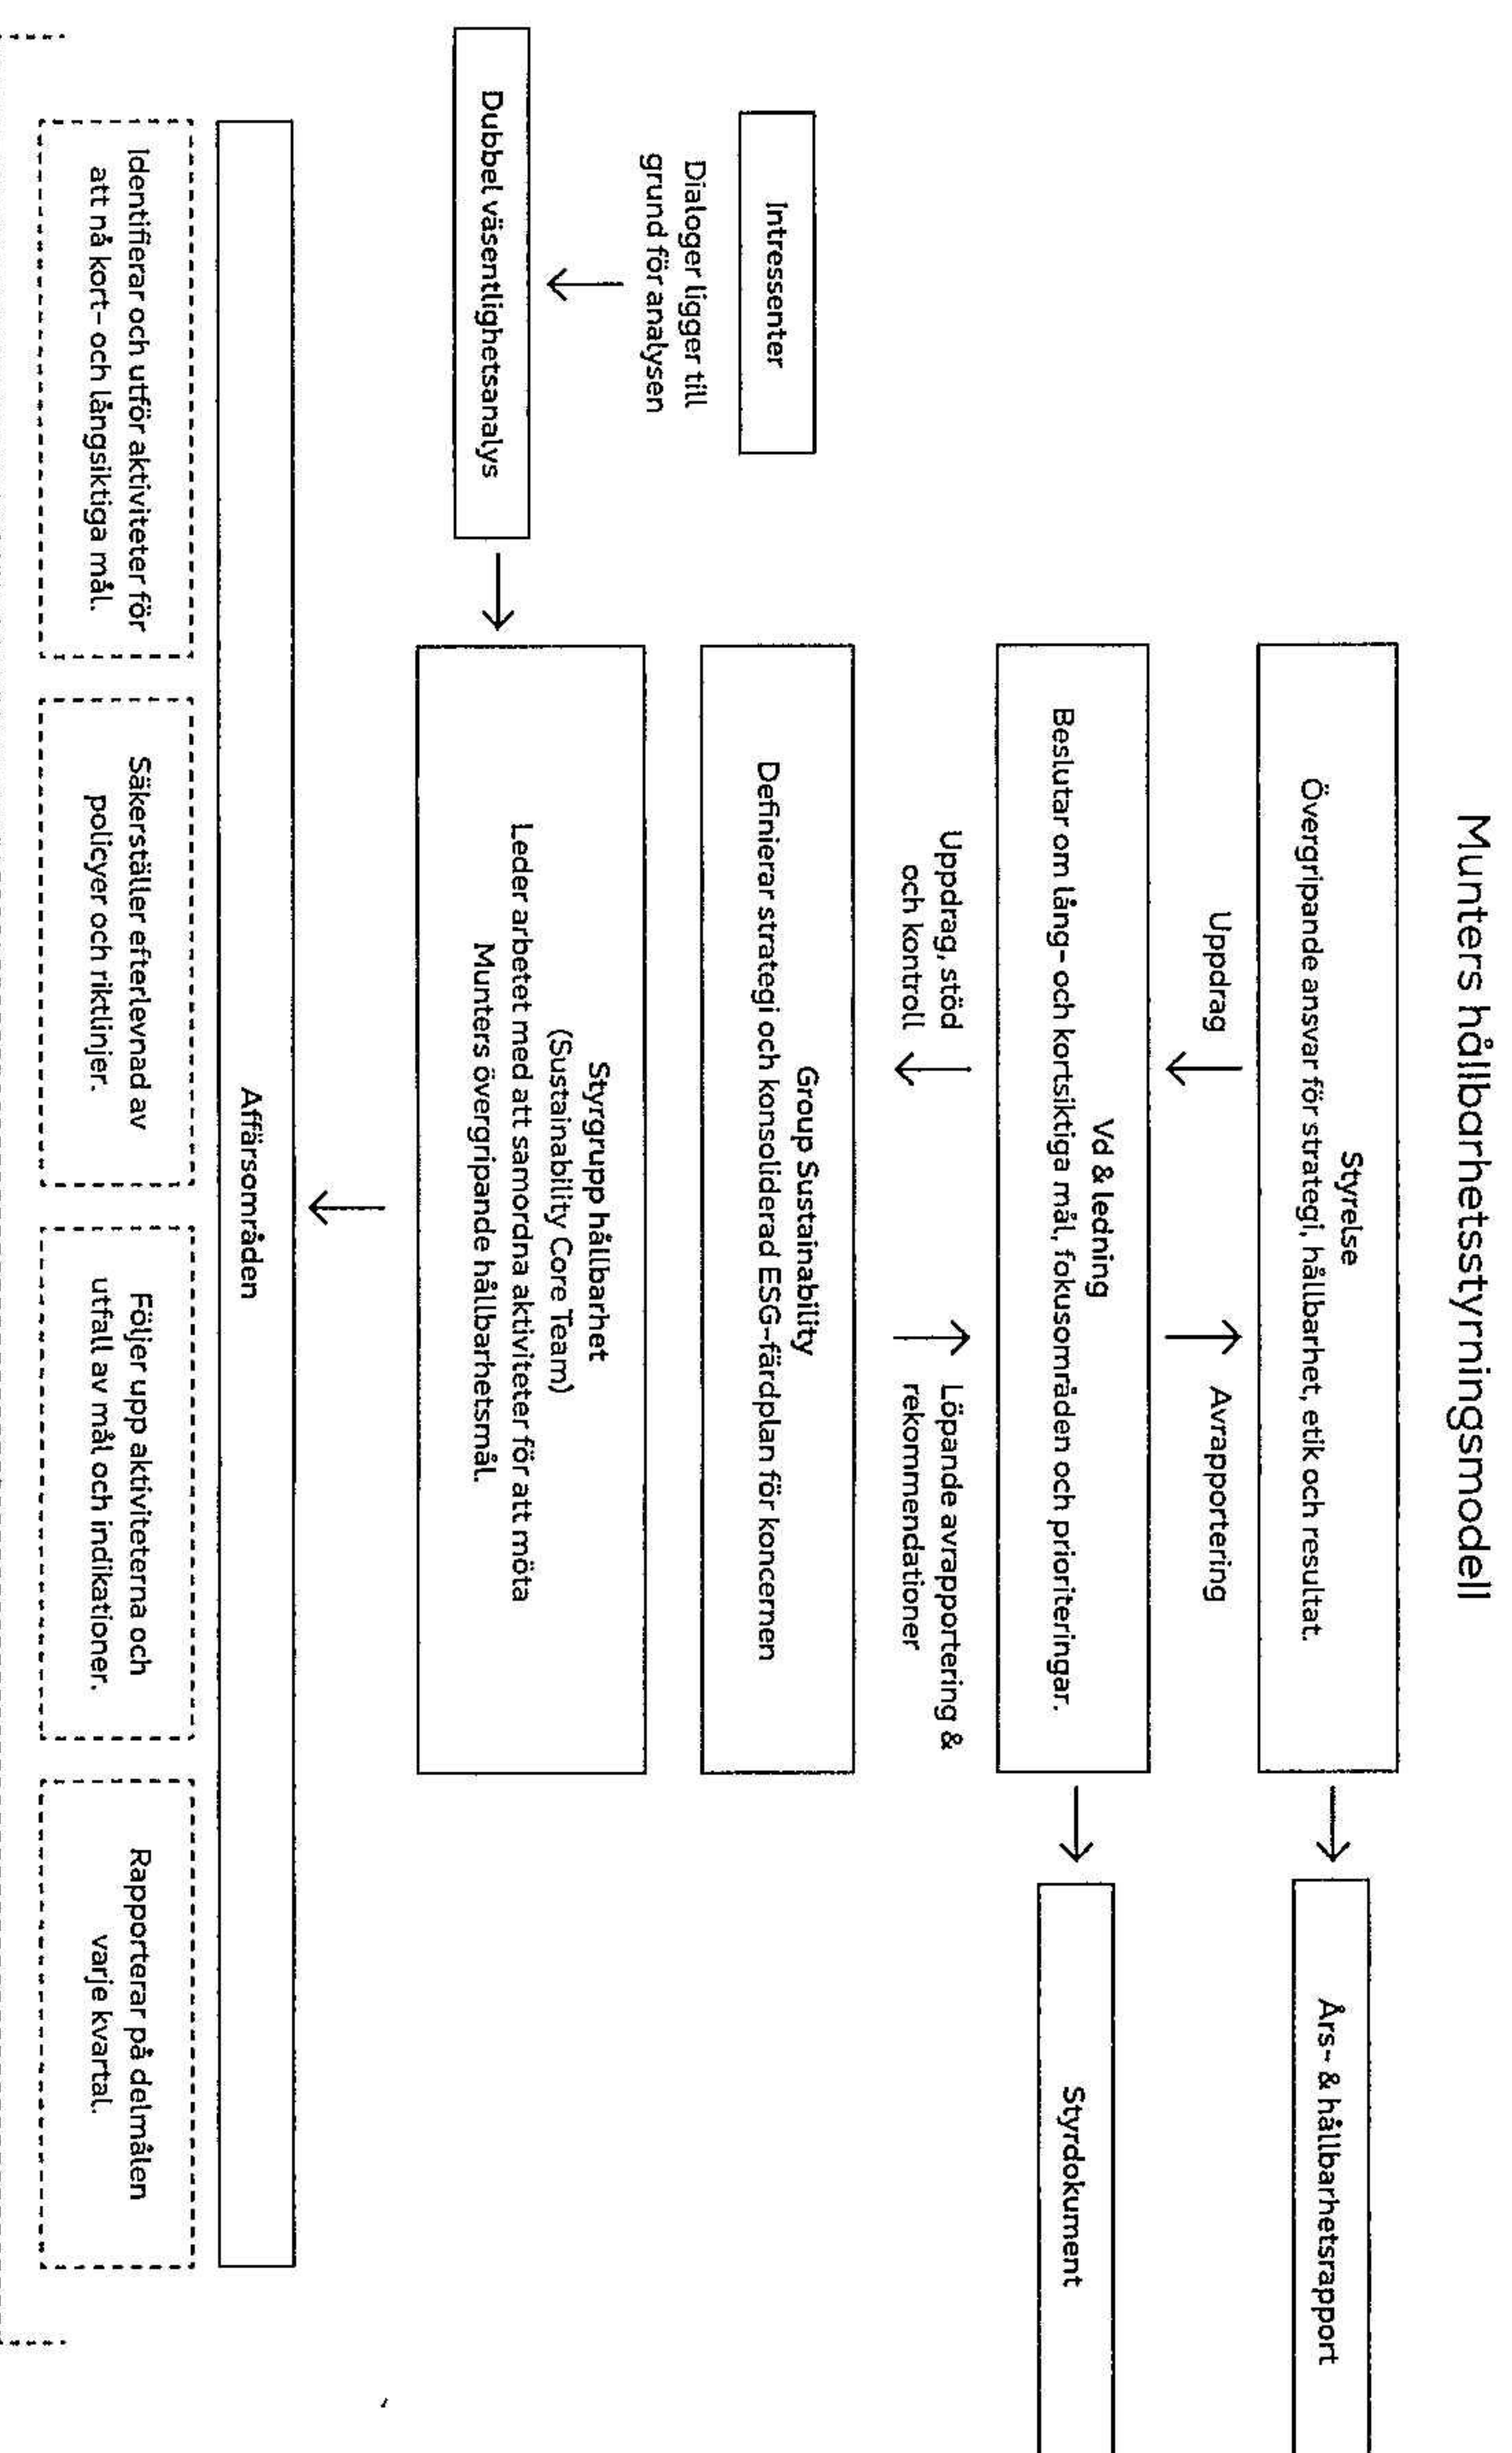 Munters hållbarhetsstyrningsmodell
Styrelse
Övergripande ansvar för strategi, hållbarhet, etik och resultat.
Års- & hållbarhetsrapport
Uppdrag
Avrapportering
Vd & ledning
Beslutar om lång- och kortsiktiga mål, fokusområden och prioriteringar.
Styrdokument
Uppdrag, stöd
och kontroll
Löpande avrapportering &
rekommendationer
Intressenter
Dialoger ligger till
grund för analysen
Group Sustainability
Definierar strategi och konsoliderad ESG-färdplan för koncernen
Dubbel väsentlighetsanalys
Styrgrupp hållbarhet
(Sustainability Core Team)
Leder arbetet med att samordna aktiviteter för att möta
Munters övergripande hållbarhetsmål.
Affärsområden
Identifierar och utför aktiviteter för
att nå kort- och långsiktiga mål.
Säkerställer efterlevnad av
policyer och riktlinjer.
Följer upp aktiviteterna och
utfall av mål och indikationer.
Rapporterar på delmålen
varje kvartal.